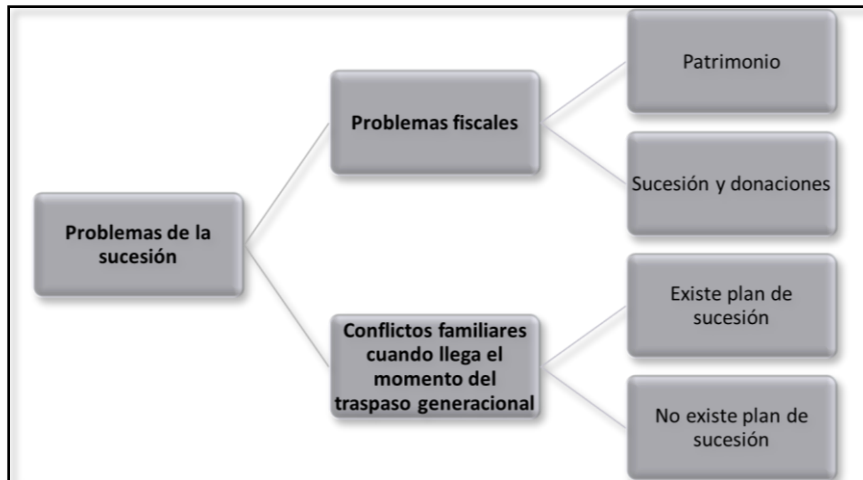 Problemas de la
sucesión
Problemas fiscales
Patrimonio
Sucesión y donaciones
Conflictos familiares
cuando llega el
momento del
traspaso generacional
Existe plan de
sucesión
No existe plan de
sucesión